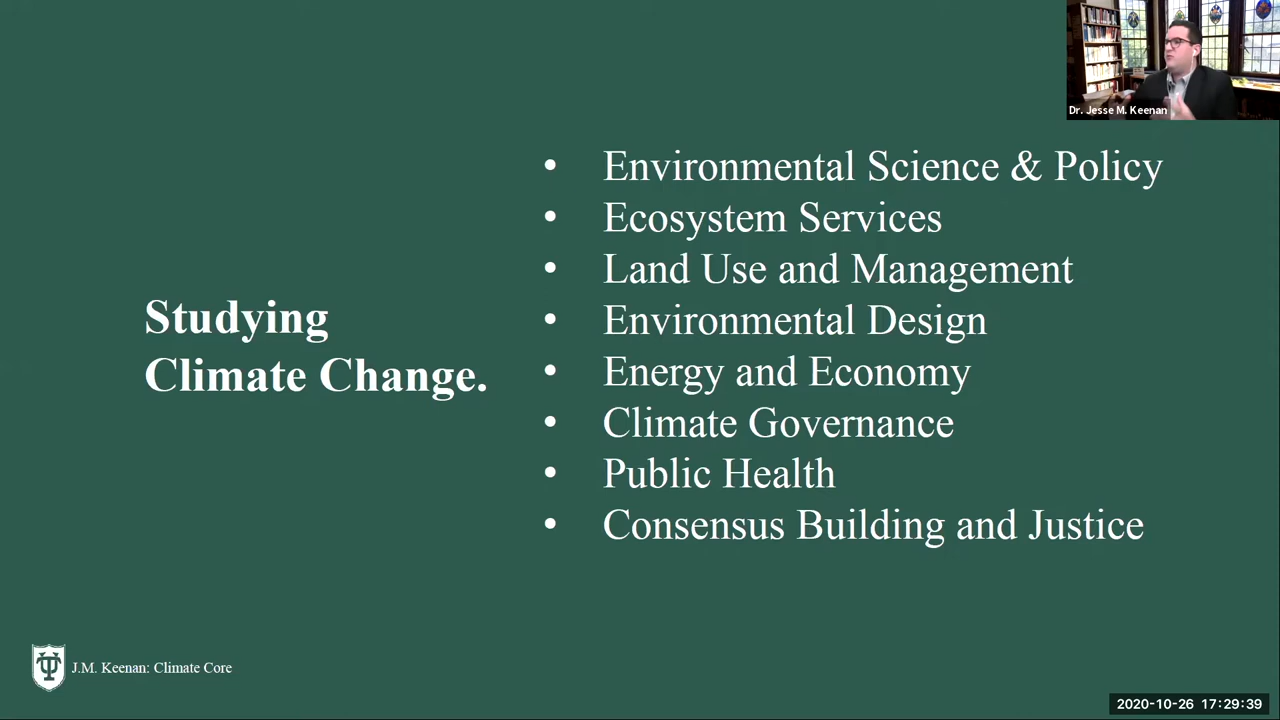 Dr. Jesse M. Keenan
Studying
Climate Change.
• Environmental Science & Policy
• Ecosystem Services
• Land Use and Management
• Environmental Design
• Energy and Economy
• Climate Governance
• Public Health
• Consensus Building and Justice
J.M. Keenan: Climate Core
2020-10-26 17:29:39